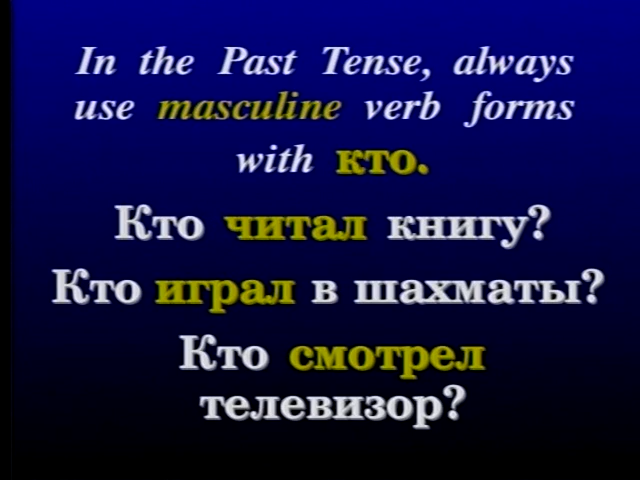 In the Past Tense, always
use masculine verb forms
with кто.
Кто читал книгу?
Кто играл в шахматы?
Кто смотрел
телевизор?